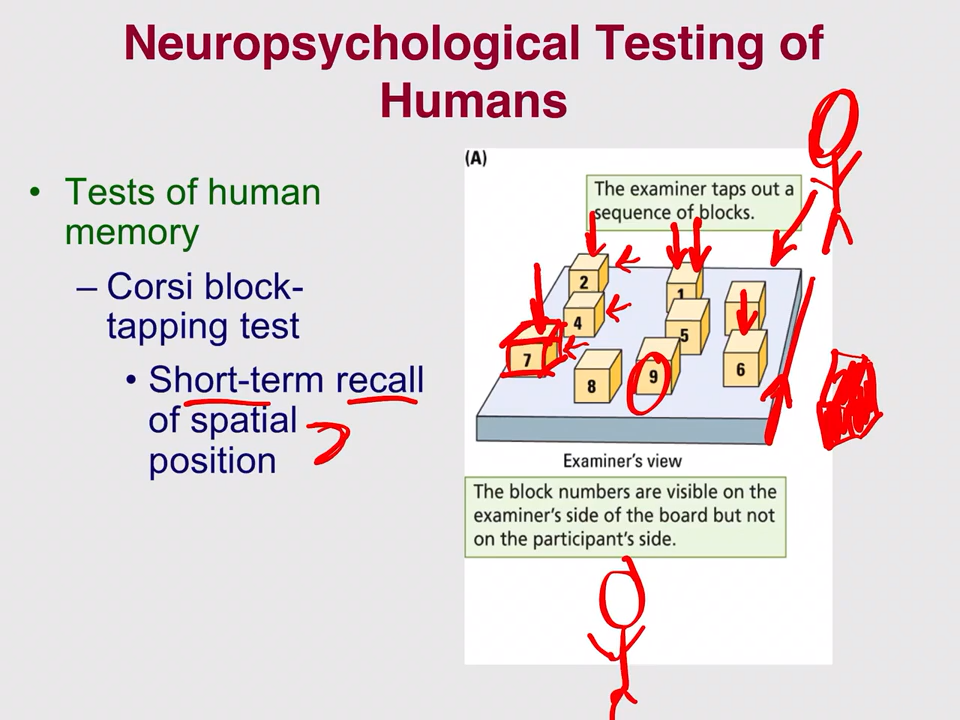 Neuropsychological Testing of
Humans
• Tests of human
memory
– Corsi block-
tapping test
• Short-term recall
of spatial
position
(A)
The examiner taps out a
sequence of blocks.
2
1
4
5
7
9
6
8
Examiner's view
The block numbers are visible on the
examiner's side of the board but not
on the participant's side.